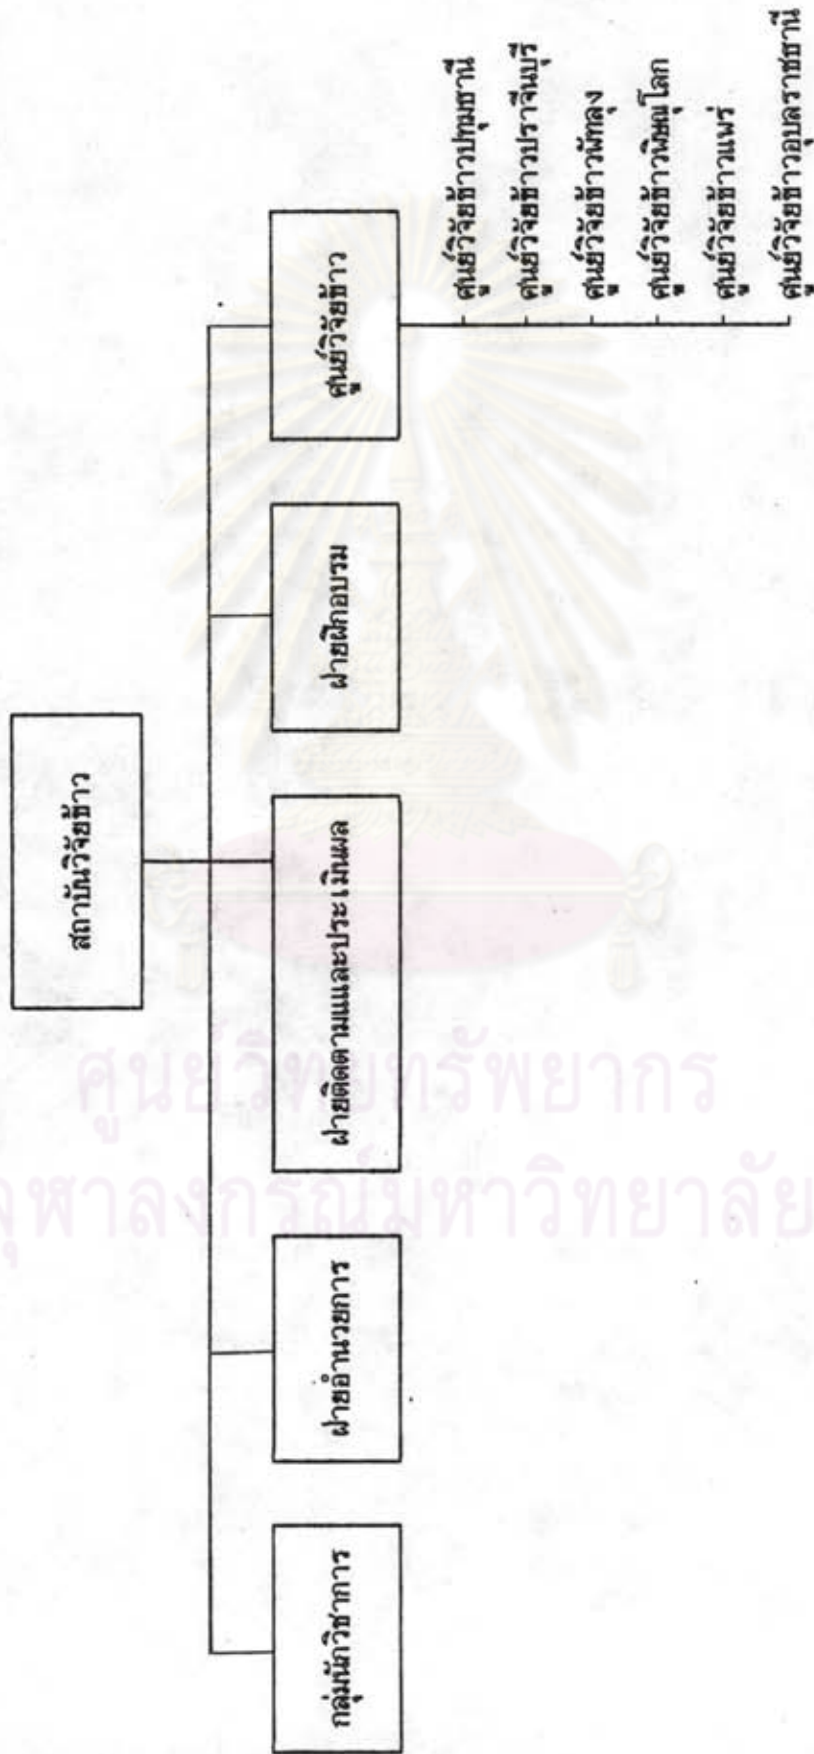 สถาบันวิจัยข้าว
กลุ่มนักวิชาการ
ฝ่ายอำนวยการ
ฝ่ายติดตามและประเมินผล
ฝ่ายฝึกอบรม
ศูนย์วิจัยข้าว
ศูนย์วิจัยข้าวปทุมธานี
ศูนย์วิจัยข้าวปราจีนบุรี
ศูนย์วิจัยข้าวพัทลุง
ศูนย์วิจัยข้าวพิษณุโลก
ศูนย์วิจัยข้าวแพร่
ศูนย์วิจัยข้าวอุบลราชธานี
ศูนย์วิทยทรัพยากร
จุฬาลงกรณ์มหาวิทยาลัย